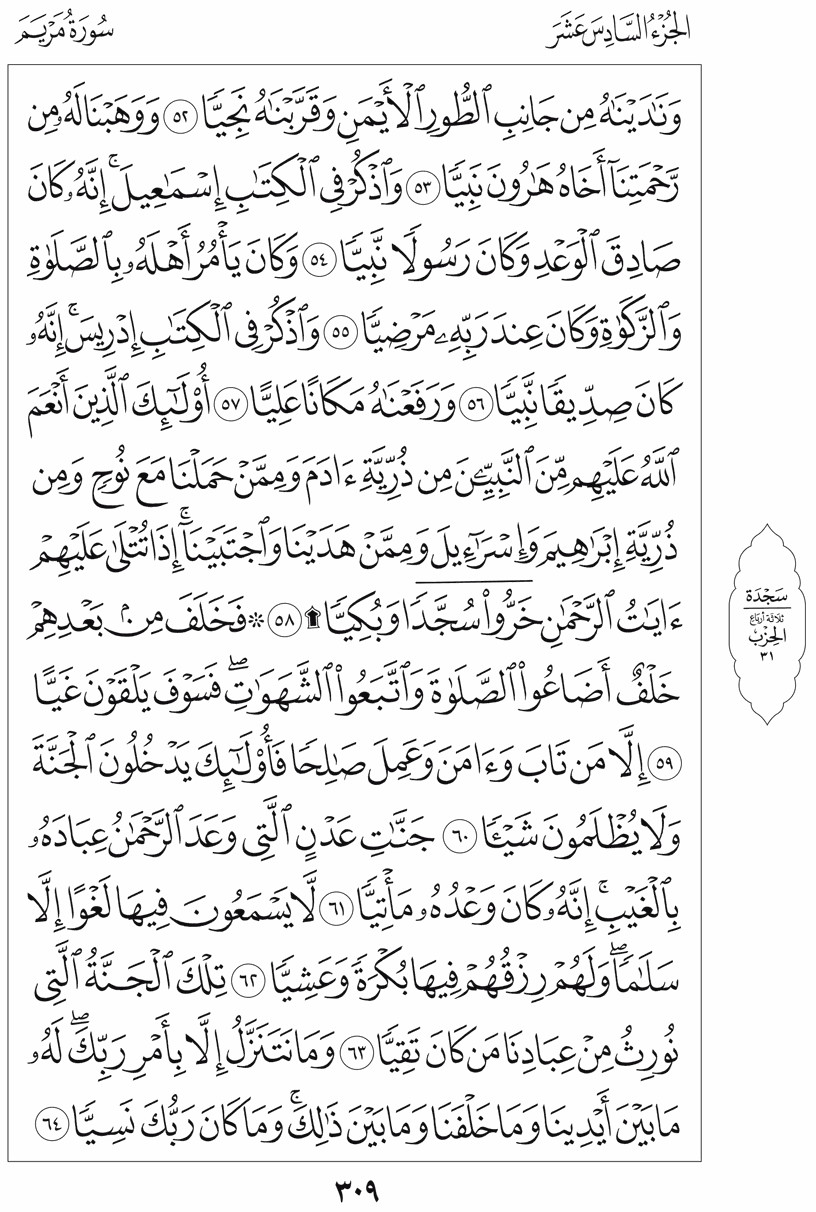 الجُزْءُ السَّادِسَ عَشَرَ
سُورَةُ مَرْيَمَ
وَنَٰدَيْنَٰهُ مِن جَانِبِ ٱلطُّورِ ٱلْأَيْمَنِ وَقَرَّبْنَٰهُ نَجِيًّا ٥٢ وَوَهَبْنَا لَهُۥ مِن
رَّحْمَتِنَآ أَخَاهُ هَٰرُونَ نَبِيًّا ٥٣ وَٱذْكُرْ فِى ٱلْكِتَٰبِ إِسْمَٰعِيلَ ۚ إِنَّهُۥ كَانَ
صَادِقَ ٱلْوَعْدِ وَكَانَ رَسُولًا نَّبِيًّا ٥٤ وَكَانَ يَأْمُرُ أَهْلَهُۥ بِٱلصَّلَوٰةِ
وَٱلزَّكَوٰةِ وَكَانَ عِندَ رَبِّهِۦ مَرْضِيًّا ٥٥ وَٱذْكُرْ فِى ٱلْكِتَٰبِ إِدْرِيسَ ۚ إِنَّهُۥ
كَانَ صِدِّيقًا نَّبِيًّا ٥٦ وَرَفَعْنَٰهُ مَكَانًا عَلِيًّا ٥٧ أُو۟لَٰٓئِكَ ٱلَّذِينَ أَنْعَمَ
ٱللَّهُ عَلَيْهِم مِّنَ ٱلنَّبِيِّۦنَ مِن ذُرِّيَّةِ ءَادَمَ وَمِمَّنْ حَمَلْنَا مَعَ نُوحٍ وَمِن
ذُرِّيَّةِ إِبْرَٰهِيمَ وَإِسْرَٰٓءِيلَ وَمِمَّنْ هَدَيْنَا وَٱجْتَبَيْنَآ ۚ إِذَا تُتْلَىٰ عَلَيْهِمْ
ءَايَٰتُ ٱلرَّحْمَٰنِ خَرُّوا۟ سُجَّدًا وَبُكِيًّا ۩ ٥٨ * فَخَلَفَ مِنۢ بَعْدِهِمْ
خَلْفٌ أَضَاعُوا۟ ٱلصَّلَوٰةَ وَٱتَّبَعُوا۟ ٱلشَّهَوَٰتِ ۖ فَسَوْفَ يَلْقَوْنَ غَيًّا
٥٩ إِلَّا مَن تَابَ وَءَامَنَ وَعَمِلَ صَٰلِحًا فَأُو۟لَٰٓئِكَ يَدْخُلُونَ ٱلْجَنَّةَ
وَلَا يُظْلَمُونَ شَيْـًٔا ٦٠ جَنَّٰتِ عَدْنٍ ٱلَّتِى وَعَدَ ٱلرَّحْمَٰنُ عِبَادَهُۥ
بِٱلْغَيْبِ ۚ إِنَّهُۥ كَانَ وَعْدُهُۥ مَأْتِيًّا ٦١ لَّا يَسْمَعُونَ فِيهَا لَغْوًا إِلَّا
سَلَٰمًا ۖ وَلَهُمْ رِزْقُهُمْ فِيهَا بُكْرَةً وَعَشِيًّا ٦٢ تِلْكَ ٱلْجَنَّةُ ٱلَّتِى
نُورِثُ مِنْ عِبَادِنَا مَن كَانَ تَقِيًّا ٦٣ وَمَا نَتَنَزَّلُ إِلَّا بِأَمْرِ رَبِّكَ ۖ لَهُۥ
مَا بَيْنَ أَيْدِينَا وَمَا خَلْفَنَا وَمَا بَيْنَ ذَٰلِكَ ۚ وَمَا كَانَ رَبُّكَ نَسِيًّا ٦٤
سَجْدَة
ثلاثة أرباع
الحِزْب
٣١
٣٠٩